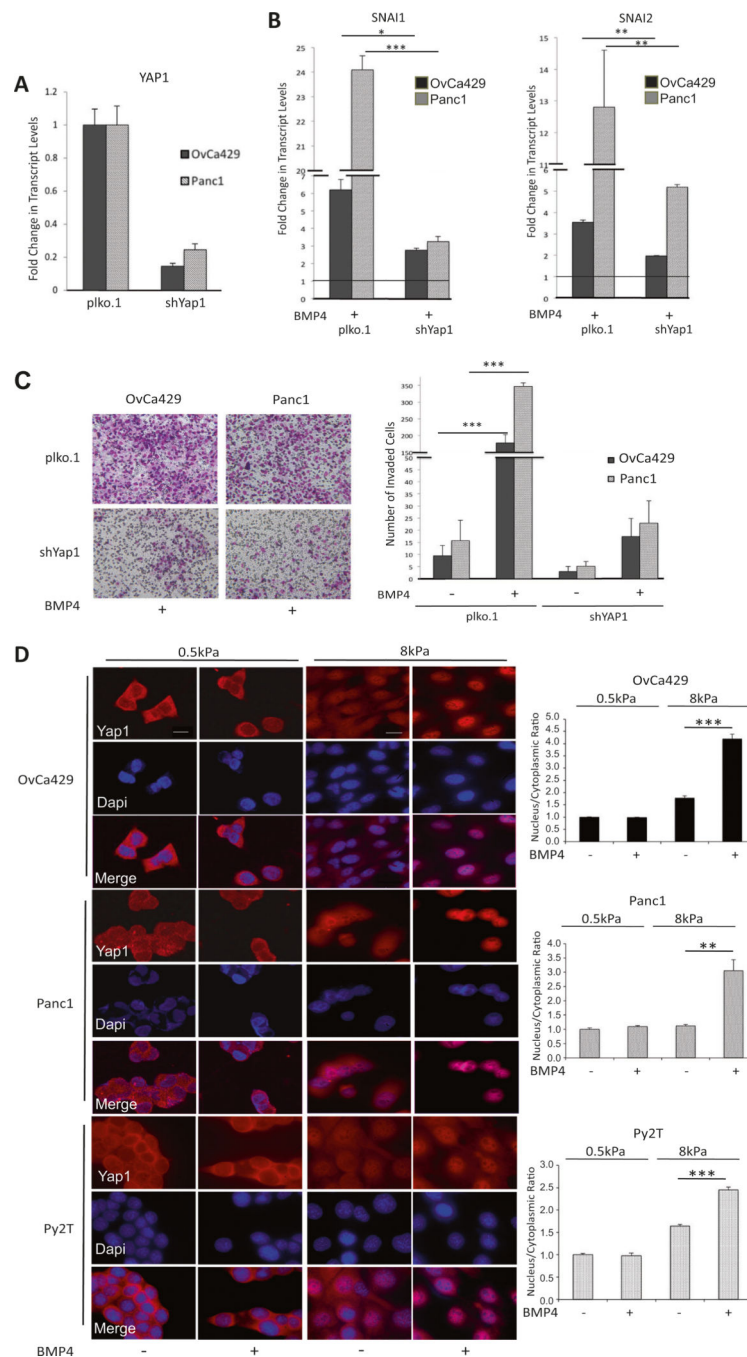 A
YAP1
Fold Change in Transcript Levels
1.2
1
0.8
0.6
0.4
0.2
0
OvCa429
Panc1
plko.1 shYap1
B
SNAI1
* 
***
Fold Change in Transcript Levels
25
24
23
22
21
20
7
6
5
4
3
2
1
0
OvCa429
Panc1
BMP4 + +
plko.1 shYap1
SNAI2
**
**
Fold Change in Transcript Levels
15
14
13
12
11
6
5
4
3
2
1
0
OvCa429
Panc1
BMP4 + +
plko.1 shYap1
C
OvCa429 Panc1
plko.1
shYap1
BMP4 + +
***
***
Number of Invaded Cells
350
300
250
200
150
50
45
40
35
30
25
20
15
10
5
0
OvCa429
Panc1
BMP4 - + - +
plko.1 shYAP1
D
0.5kPa 8kPa
OvCa429
Yap1
Dapi
Merge
Panc1
Yap1
Dapi
Merge
Py2T
Yap1
Dapi
Merge
BMP4 - + - +
OvCa429
0.5kPa 8kPa
***
Nucleus/Cytoplasmic Ratio
5.0
4.5
4.0
3.5
3.0
2.5
2.0
1.5
1.0
0.5
0.0
BMP4 - + - +
Panc1
0.5kPa 8kPa
**
Nucleus/Cytoplasmic Ratio
4.0
3.5
3.0
2.5
2.0
1.5
1.0
0.5
0.0
BMP4 - + - +
Py2T
0.5kPa 8kPa
***
Nucleus/Cytoplasmic Ratio
3.0
2.5
2.0
1.5
1.0
0.5
0.0
BMP4 - + - +